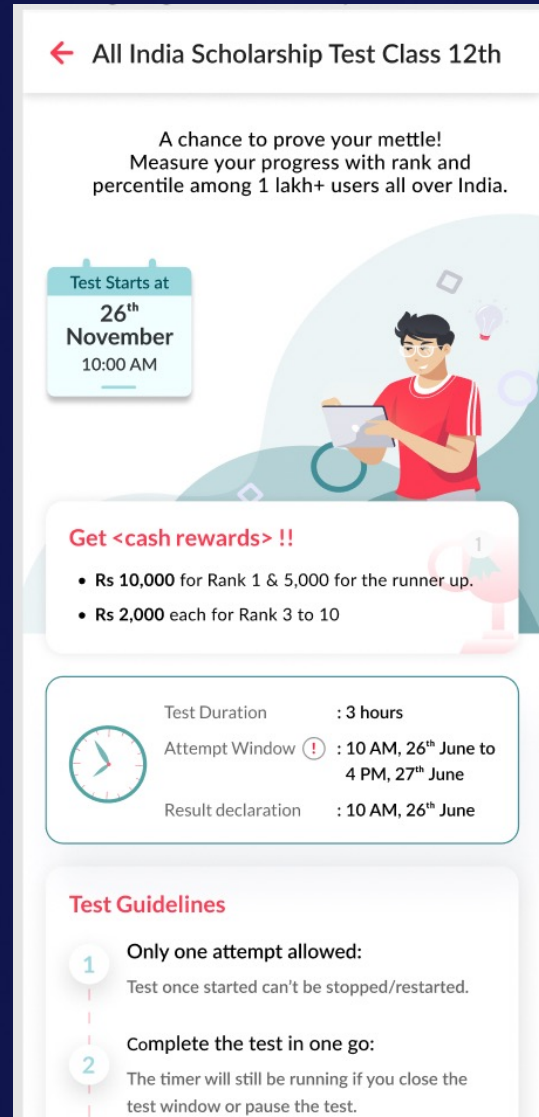 All India Scholarship Test Class 12th
A chance to prove your mettle!
Measure your progress with rank and
percentile among 1 lakh+ users all over India.
Test Starts at
26th
November
10:00 AM
Get <cash rewards> !!
• Rs 10,000 for Rank 1 & 5,000 for the runner up.
• Rs 2,000 each for Rank 3 to 10
1
Test Duration : 3 hours
Attempt Window ! : 10 AM, 26th June to
4 PM, 27th June
Result declaration : 10 AM, 26th June
Test Guidelines
1 Only one attempt allowed:
Test once started can't be stopped/restarted.
2 Complete the test in one go:
The timer will still be running if you close the
test window or pause the test.